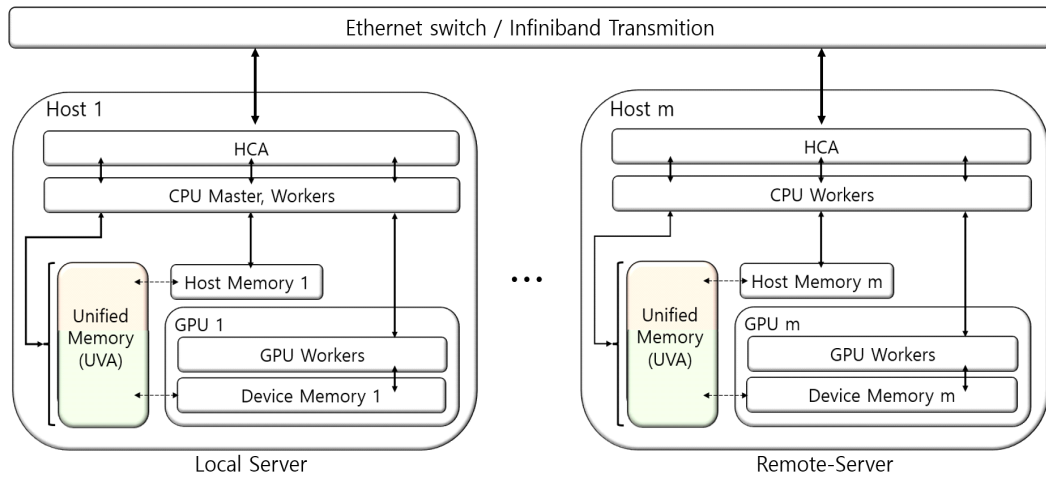 Ethernet switch / Infiniband Transmition
Host 1
HCA
CPU Master, Workers
Host Memory 1
Unified
Memory
(UVA)
GPU 1
GPU Workers
Device Memory 1
Local Server
...
Host m
HCA
CPU Workers
Host Memory m
Unified
Memory
(UVA)
GPU m
GPU Workers
Device Memory m
Remote-Server